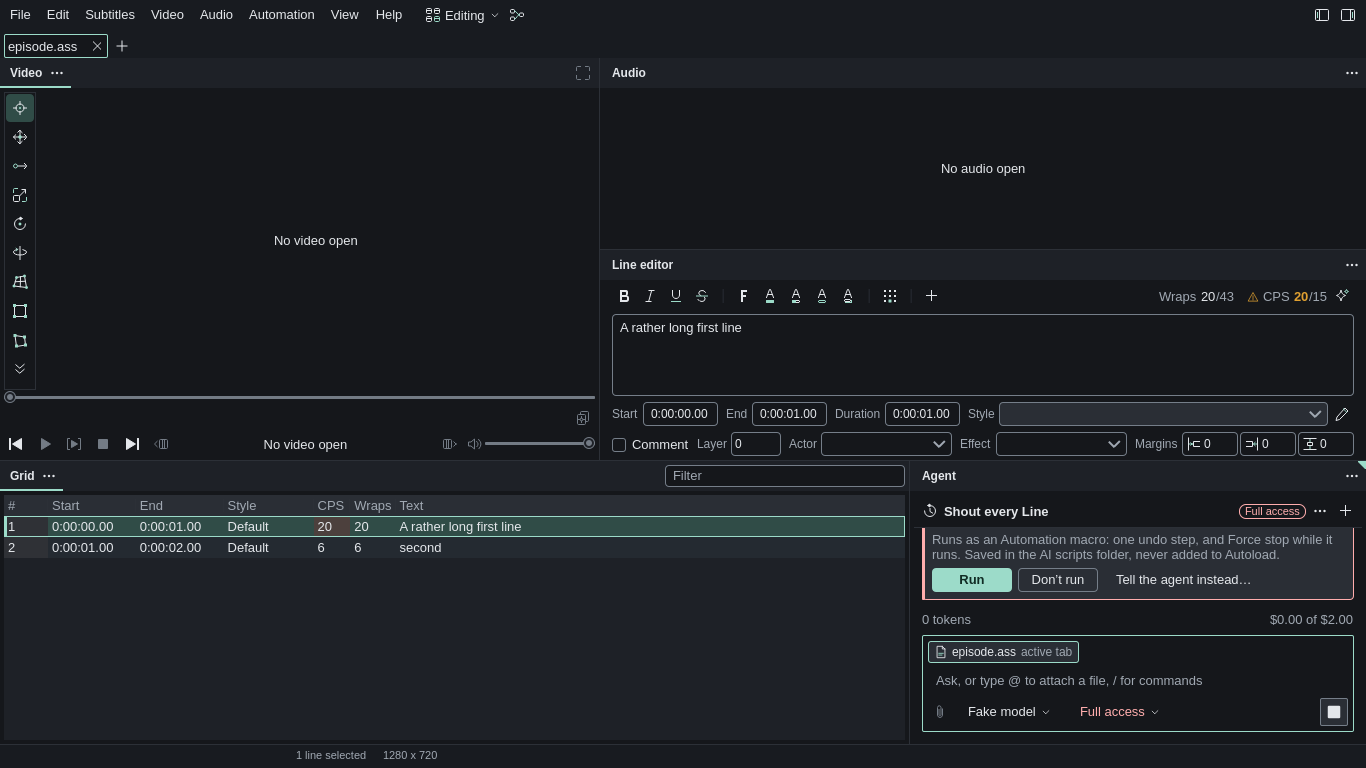 File Edit Subtitles Video Audio Automation View Help Editing
episode.ass
Video
No video open
No video open
Audio
No audio open
Line editor
B I U S F A A A A Wraps 20/43 CPS 20/15
A rather long first line
Start 0:00:00.00 End 0:00:01.00 Duration 0:00:01.00 Style
Comment Layer 0 Actor Effect Margins 0 0 0
Grid Filter
# Start End Style CPS Wraps Text
1 0:00:00.00 0:00:01.00 Default 20 20 A rather long first line
2 0:00:01.00 0:00:02.00 Default 6 6 second
Agent
Shout every Line Full access
Runs as an Automation macro: one undo step, and Force stop while it
runs. Saved in the AI scripts folder, never added to Autoload.
Run Don't run Tell the agent instead…
0 tokens $0.00 of $2.00
episode.ass active tab
Ask, or type @ to attach a file, / for commands
Fake model Full access
1 line selected 1280 x 720